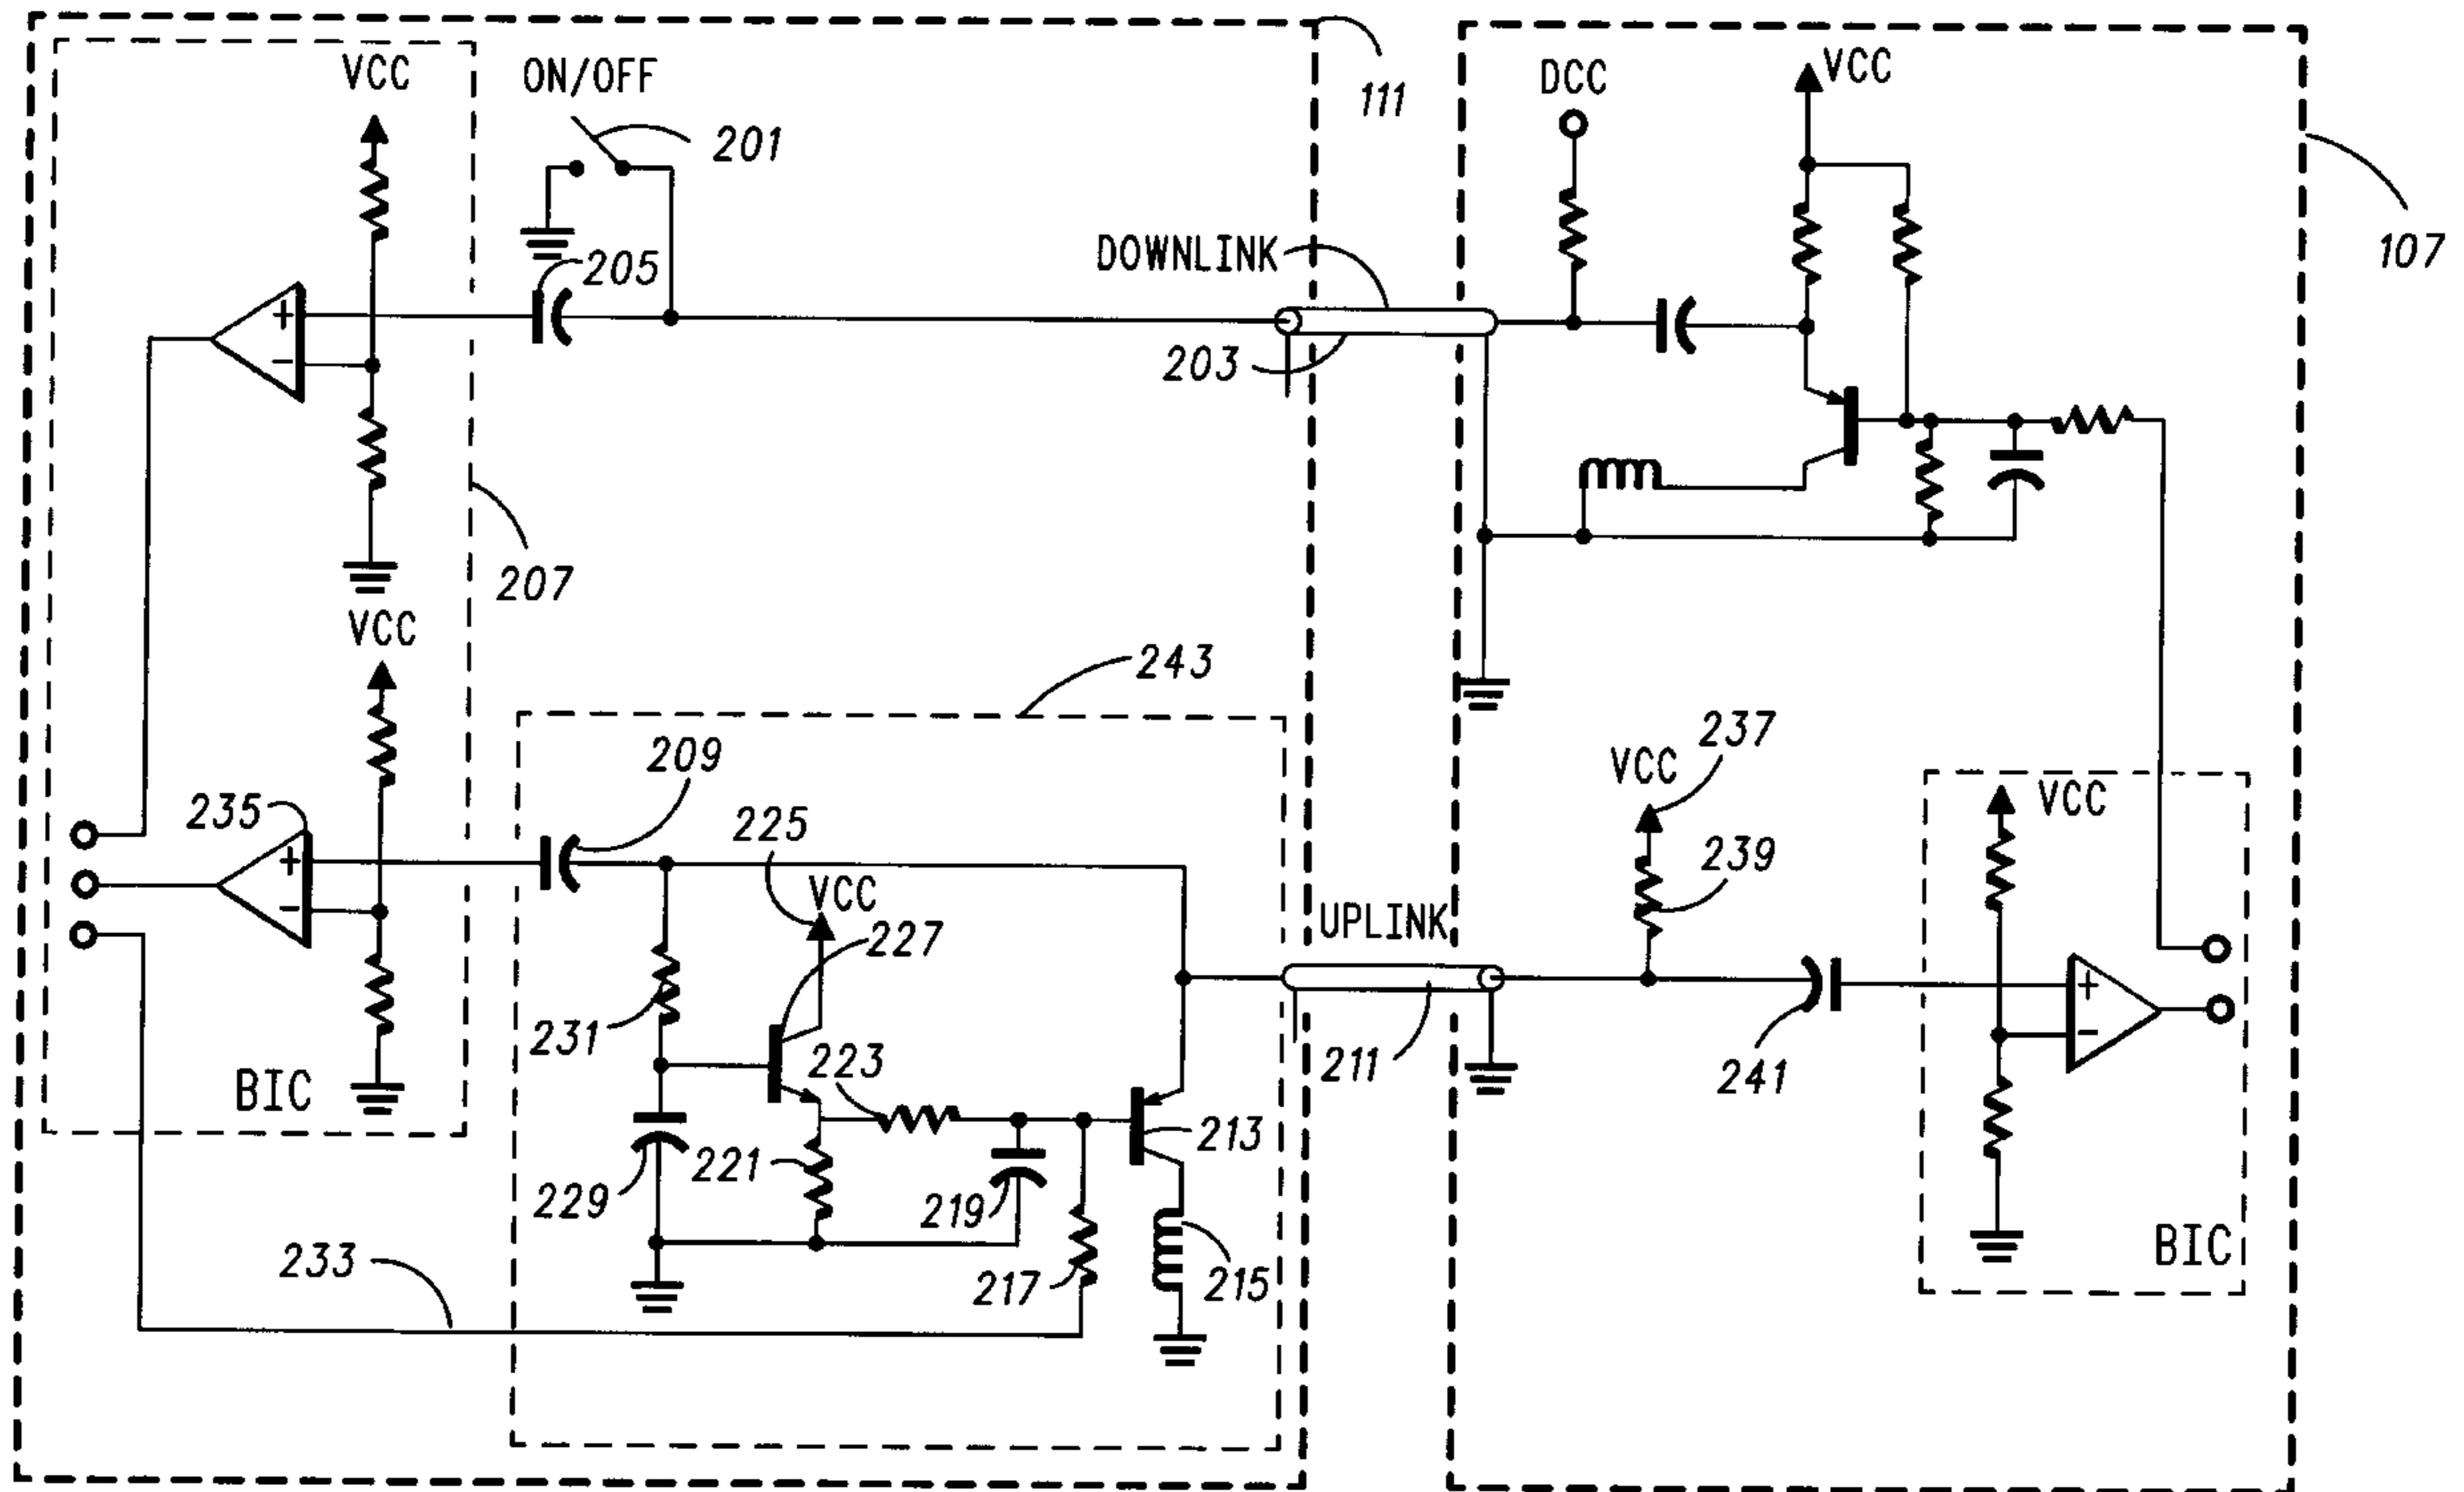 VCC
ON/OFF
201
111
DCC
VCC
107
205
DOWNLINK
203
+
−
207
VCC
243
209
237
VCC
239
VCC
235
225
VCC
227
UPLINK
+
−
231
223
211
241
+
−
BIC
213
221
229
219
217
215
233
BIC